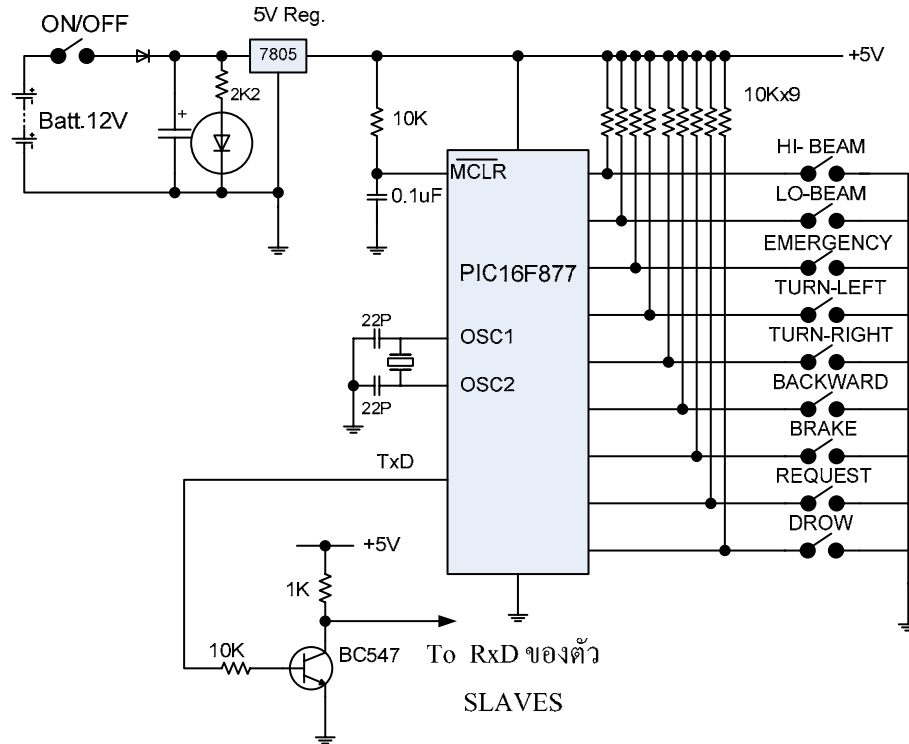 5V Reg.
ON/OFF
7805
+5V
2K2
10K
10Kx9
Batt.12V
+
HI- BEAM
MCLR
0.1uF
LO-BEAM
EMERGENCY
PIC16F877
TURN-LEFT
22P
OSC1
TURN-RIGHT
OSC2
BACKWARD
22P
BRAKE
TxD
REQUEST
DROW
+5V
1K
10K
BC547
To RxD ของตัว
SLAVES